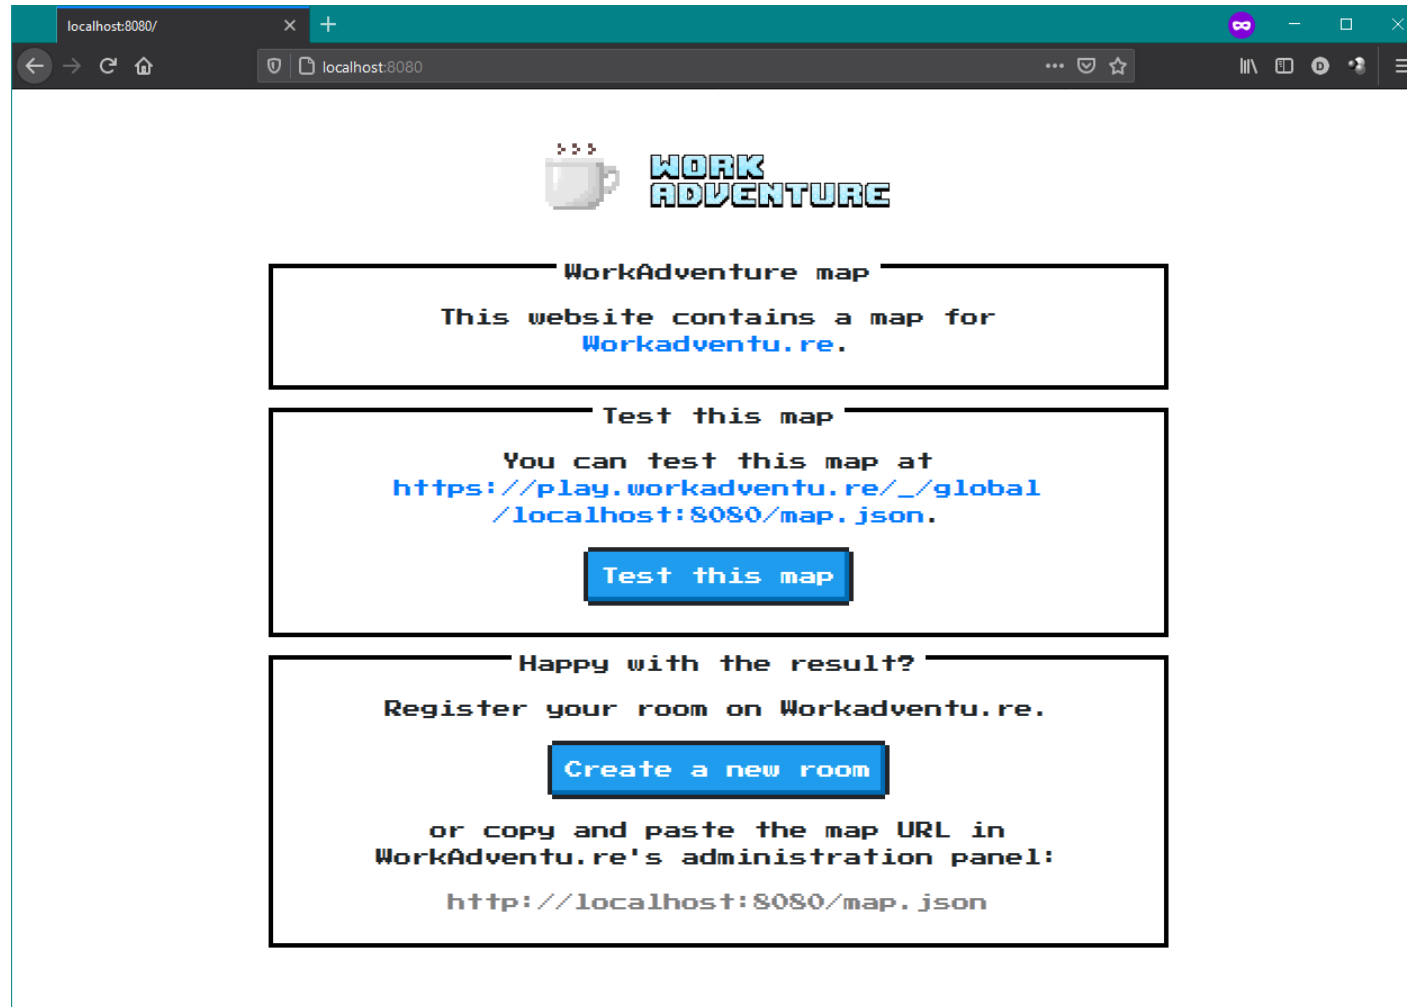 localhost:8080/
localhost:8080
WORK
ADVENTURE
WorkAdventure map
This website contains a map for
Workadventu.re.
Test this map
You can test this map at
https://play.workadventu.re/_/global
/localhost:8080/map.json.
Test this map
Happy with the result?
Register your room on Workadventu.re.
Create a new room
or copy and paste the map URL in
WorkAdventu.re's administration panel:
http://localhost:8080/map.json